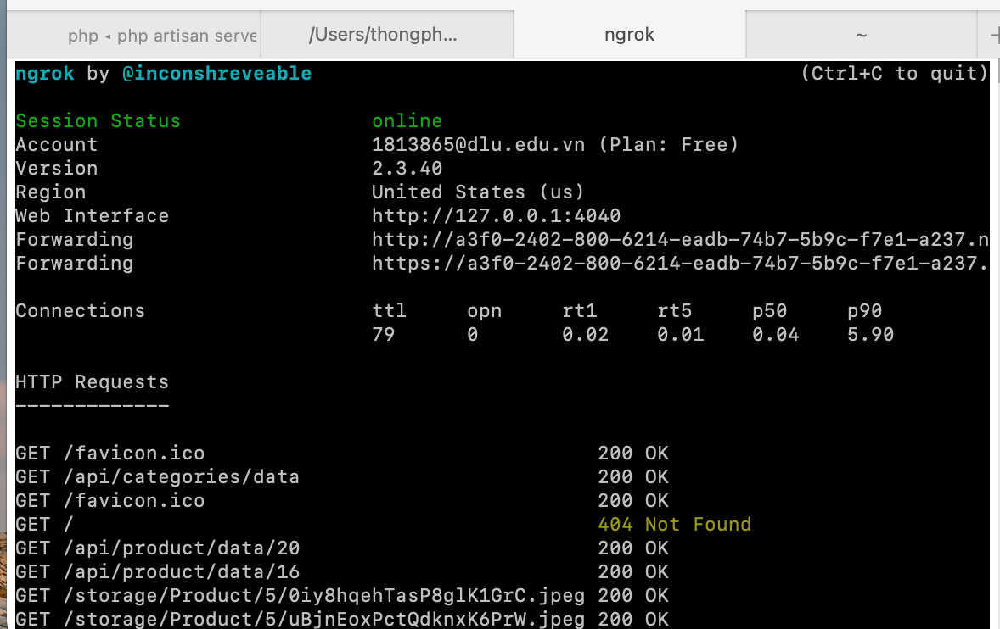 php ◂ php artisan serve
/Users/thongph...
ngrok
~
ngrok by @inconshreveable (Ctrl+C to quit)
Session Status online
Account 1813865@dlu.edu.vn (Plan: Free)
Version 2.3.40
Region United States (us)
Web Interface http://127.0.0.1:4040
Forwarding http://a3f0-2402-800-6214-eadb-74b7-5b9c-f7e1-a237.n
Forwarding https://a3f0-2402-800-6214-eadb-74b7-5b9c-f7e1-a237.
Connections ttl opn rt1 rt5 p50 p90
79 0 0.02 0.01 0.04 5.90
HTTP Requests
-------------
GET /favicon.ico 200 OK
GET /api/categories/data 200 OK
GET /favicon.ico 200 OK
GET / 404 Not Found
GET /api/product/data/20 200 OK
GET /api/product/data/16 200 OK
GET /storage/Product/5/0iy8hqehTasP8glK1GrC.jpeg 200 OK
GET /storage/Product/5/uBjnEoxPctQdknxK6PrW.jpeg 200 OK